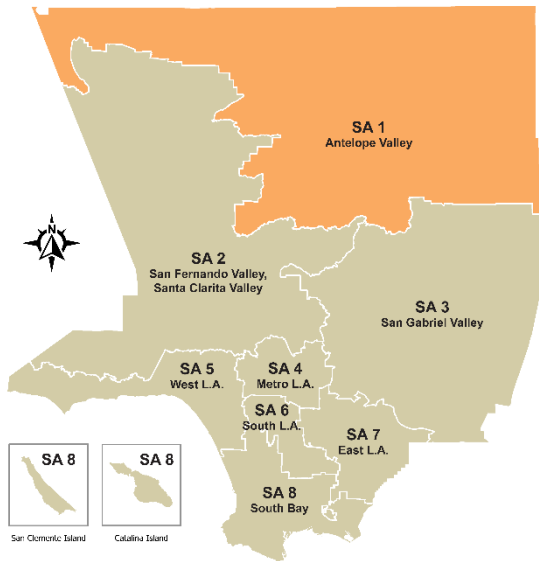 SA 1
Antelope Valley
N
SA 2
San Fernando Valley,
Santa Clarita Valley
SA 3
San Gabriel Valley
SA 5
West L.A.
SA 4
Metro L.A.
SA 6
South L.A.
SA 7
East L.A.
SA 8
South Bay
SA 8
San Clemente Island
SA 8
Catalina Island